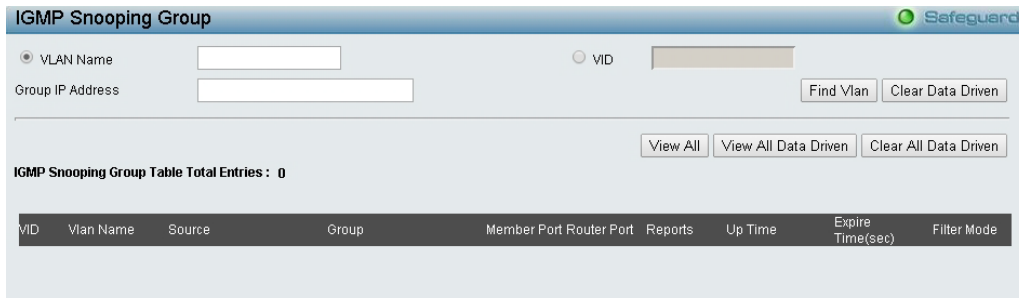 IGMP Snooping Group Safeguard
VLAN Name VID
Group IP Address Find Vlan Clear Data Driven
View All View All Data Driven Clear All Data Driven
IGMP Snooping Group Table Total Entries : 0
VID Vlan Name Source Group Member Port Router Port Reports Up Time Expire Time(sec) Filter Mode